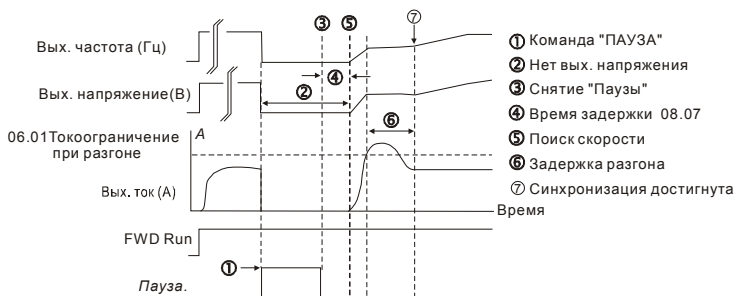 ③ ⑤ ⑦
Вых. частота (Гц)
④
Вых. напряжение(В)
②
06.01Токоограничение
при разгоне
А
⑥
Вых. ток (А)
Время
FWD Run
①
Пауза.
① Команда "ПАУЗА"
② Нет вых. напряжения
③ Снятие "Паузы"
④ Время задержки 08.07
⑤ Поиск скорости
⑥ Задержка разгона
⑦ Синхронизация достигнута